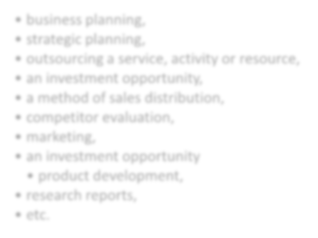 • business planning,
• strategic planning,
• outsourcing a service, activity or resource,
• an investment opportunity,
• a method of sales distribution,
• competitor evaluation,
• marketing,
• an investment opportunity
• product development,
• research reports,
• etc.